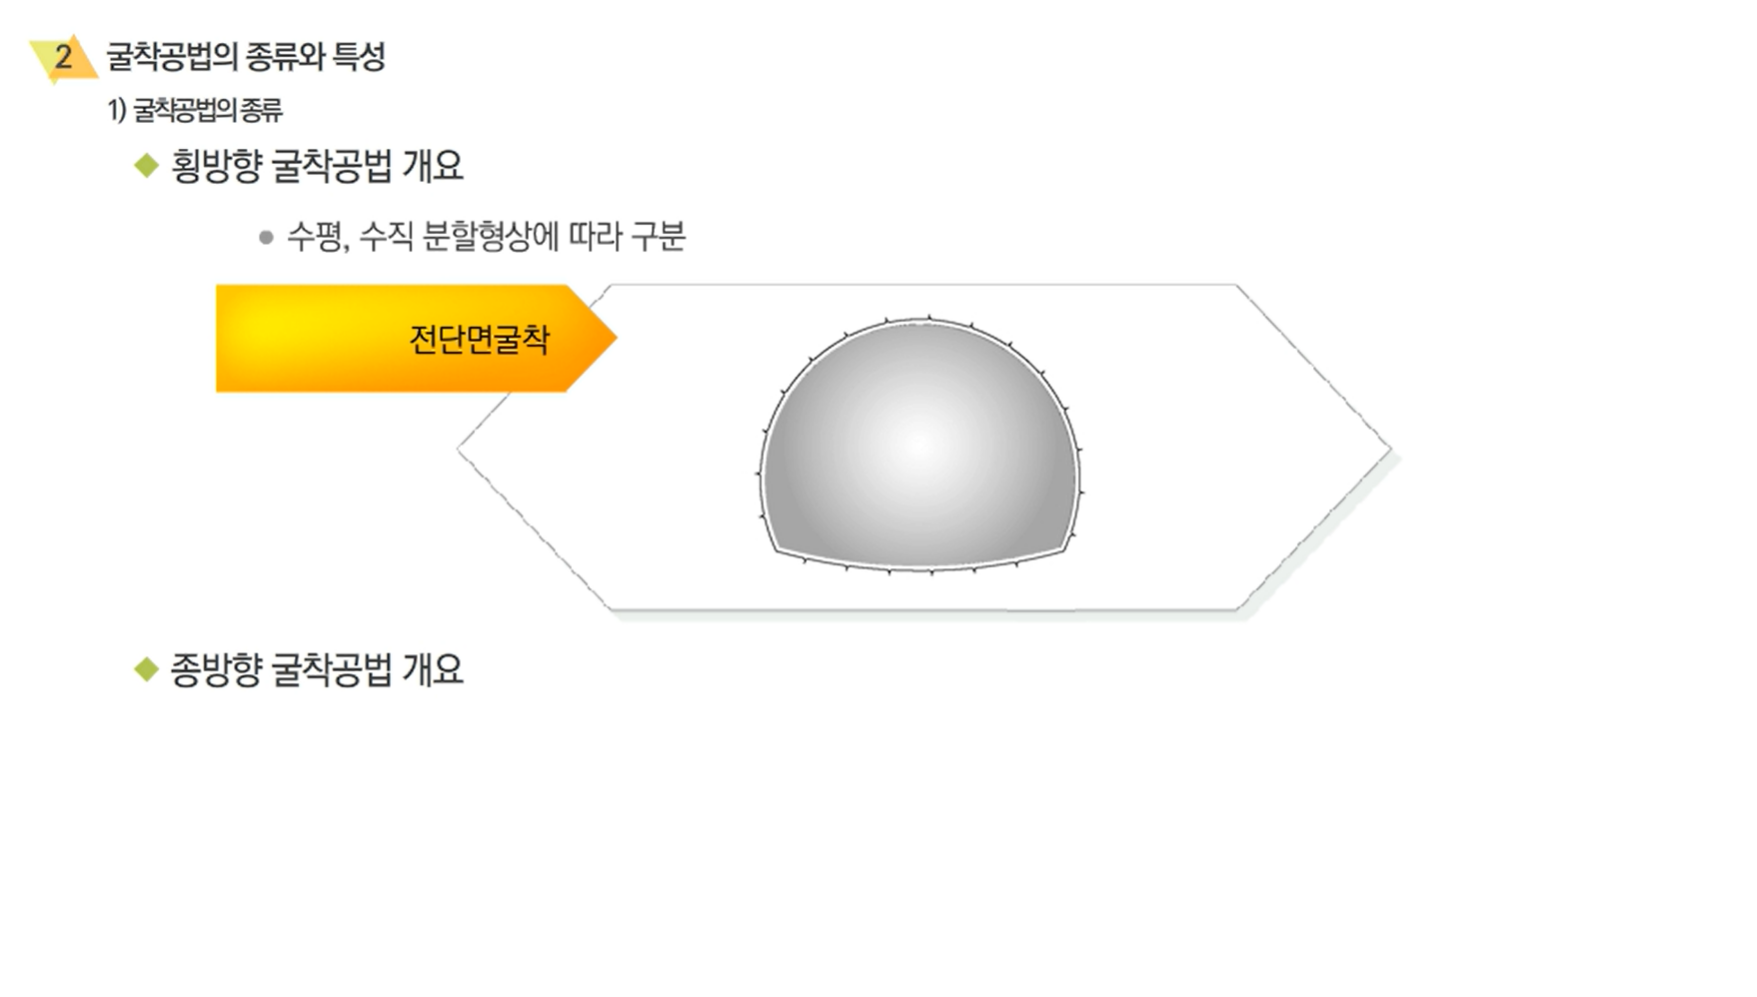 2 굴착공법의 종류와 특성
1) 굴착공법의 종류
횡방향 굴착공법 개요
수평, 수직 분할형상에 따라 구분
전단면굴착
종방향 굴착공법 개요